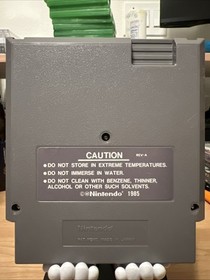 CAUTION REV-A
•DO NOT STORE IN EXTREME TEMPERATURES.
•DO NOT IMMERSE IN WATER.
•DO NOT CLEAN WITH BENZENE, THINNER,
ALCOHOL OR OTHER SUCH SOLVENTS.
©®Nintendo® 1985
Nintendo